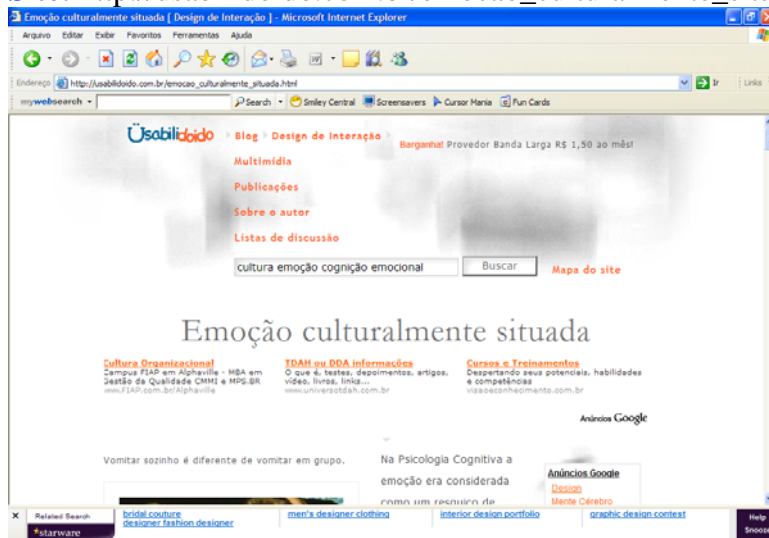 Emoção culturalmente situada [ Design de Interação ] - Microsoft Internet Explorer
Arquivo Editar Exibir Favoritos Ferramentas Ajuda
Endereço http://usabilidoido.com.br/emocao_culturalmente_situada.html Ir Links
mywebsearch Search Smiley Central Screensavers Cursor Mania Fun Cards
Üsabilidoido Blog Design de Interação
Barganha! Provedor Banda Larga R$ 1,50 ao mês!
Multimídia
Publicações
Sobre o autor
Listas de discussão
cultura emoção cognição emocional Buscar Mapa do site
Emoção culturalmente situada
Cultura Organizacional
Campus FIAP em Alphaville - MBA em
Gestão da Qualidade CMMI e MPS.BR
www.FIAP.com.br/Alphaville
TDAH ou DDA informações
O que é, testes, depoimentos, artigos,
vídeo, livros, links...
www.universotdah.com.br
Cursos e Treinamentos
Despertando seus potenciais, habilidades
e competências
visaoeconhecimento.com.br
Anúncios Google
Vomitar sozinho é diferente de vomitar em grupo.
Na Psicologia Cognitiva a
emoção era considerada
como um resquício de
Anúncios Google
Design
Mente Cérebro
X Related Search
starware
bridal couture
designer fashion designer
men's designer clothing
interior design portfolio
graphic design contest
Help
Snooze